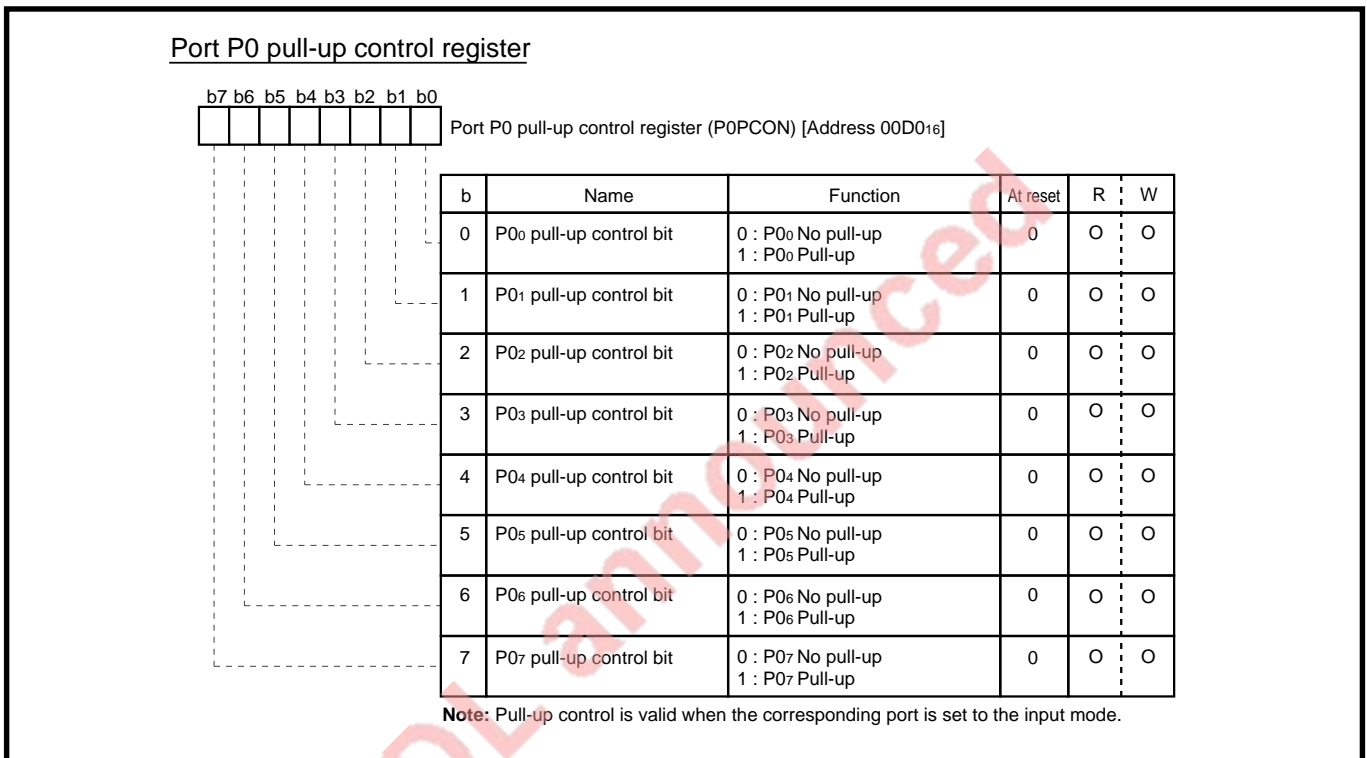 Port P0 pull-up control register
b7 b6 b5 b4 b3 b2 b1 b0
Port P0 pull-up control register (P0PCON) [Address 00D016]
b Name Function At reset R W
0 P00 pull-up control bit 0 : P00 No pull-up 0 O O
1 : P00 Pull-up
1 P01 pull-up control bit 0 : P01 No pull-up 0 O O
1 : P01 Pull-up
2 P02 pull-up control bit 0 : P02 No pull-up 0 O O
1 : P02 Pull-up
3 P03 pull-up control bit 0 : P03 No pull-up 0 O O
1 : P03 Pull-up
4 P04 pull-up control bit 0 : P04 No pull-up 0 O O
1 : P04 Pull-up
5 P05 pull-up control bit 0 : P05 No pull-up 0 O O
1 : P05 Pull-up
6 P06 pull-up control bit 0 : P06 No pull-up 0 O O
1 : P06 Pull-up
7 P07 pull-up control bit 0 : P07 No pull-up 0 O O
1 : P07 Pull-up
Note: Pull-up control is valid when the corresponding port is set to the input mode.
announced